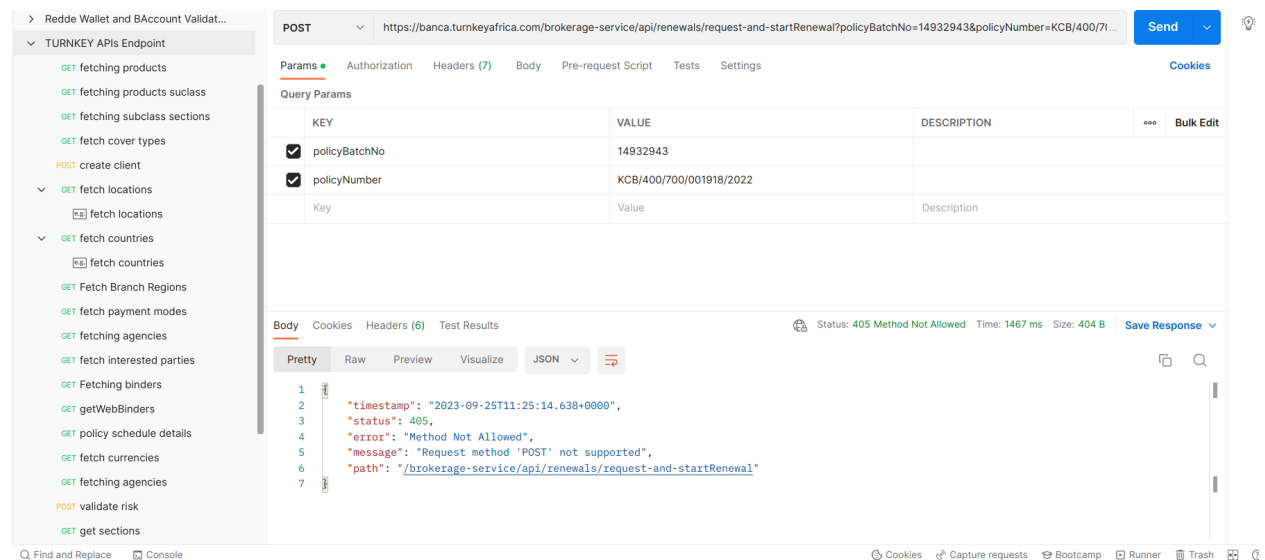 Redde Wallet and BAccount Validat...
TURNKEY APIs Endpoint
GET fetching products
GET fetching products suclass
GET fetching subclass sections
GET fetch cover types
POST create client
GET fetch locations
e.g. fetch locations
GET fetch countries
e.g. fetch countries
GET Fetch Branch Regions
GET fetch payment modes
GET fetching agencies
GET fetch interested parties
GET Fetching binders
GET getWebBinders
GET policy schedule details
GET fetch currencies
GET fetching agencies
POST validate risk
GET get sections
POST https://banca.turnkeyafrica.com/brokerage-service/api/renewals/request-and-startRenewal?policyBatchNo=14932943&policyNumber=KCB/400/7(... Send
Params Authorization Headers (7) Body Pre-request Script Tests Settings Cookies
Query Params
KEY VALUE DESCRIPTION ooo Bulk Edit
policyBatchNo 14932943
policyNumber KCB/400/700/001918/2022
Key Value Description
Body Cookies Headers (6) Test Results Status: 405 Method Not Allowed Time: 1467 ms Size: 404 B Save Response
Pretty Raw Preview Visualize JSON
1 {
2 "timestamp": "2023-09-25T11:25:14.638+0000",
3 "status": 405,
4 "error": "Method Not Allowed",
5 "message": "Request method 'POST' not supported",
6 "path": "/brokerage-service/api/renewals/request-and-startRenewal"
7 }
Find and Replace Console Cookies Capture requests Bootcamp Runner Trash